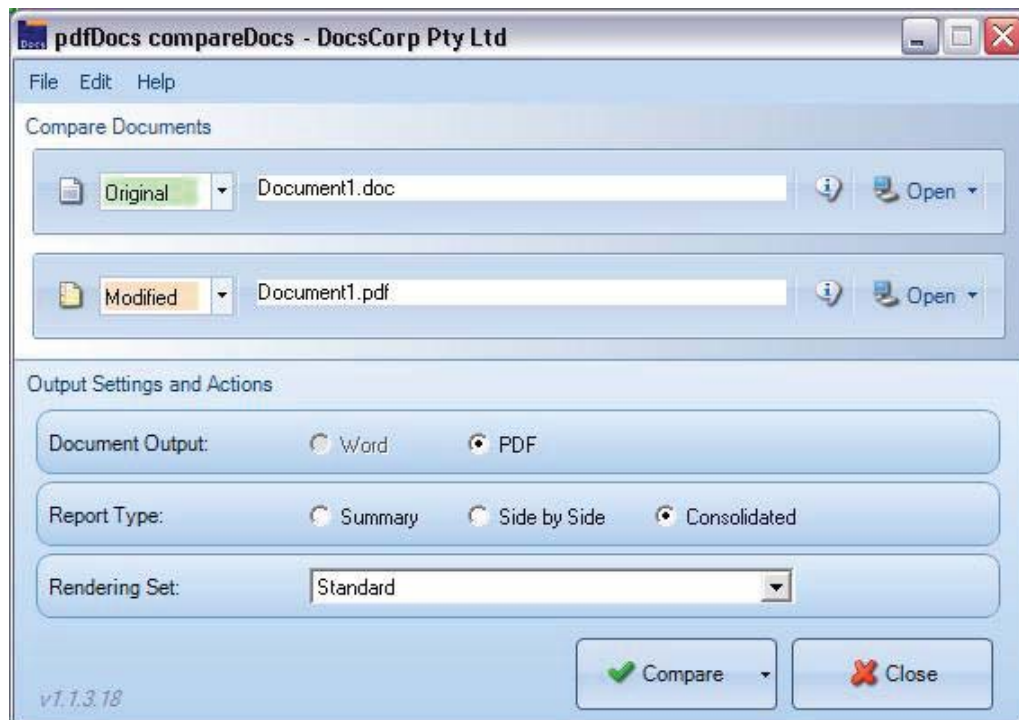 Docs pdfDocs compareDocs - DocsCorp Pty Ltd
File Edit Help
Compare Documents
Original Document1.doc Open
Modified Document1.pdf Open
Output Settings and Actions
Document Output: Word PDF
Report Type: Summary Side by Side Consolidated
Rendering Set: Standard
Compare Close
v1.1.3.18